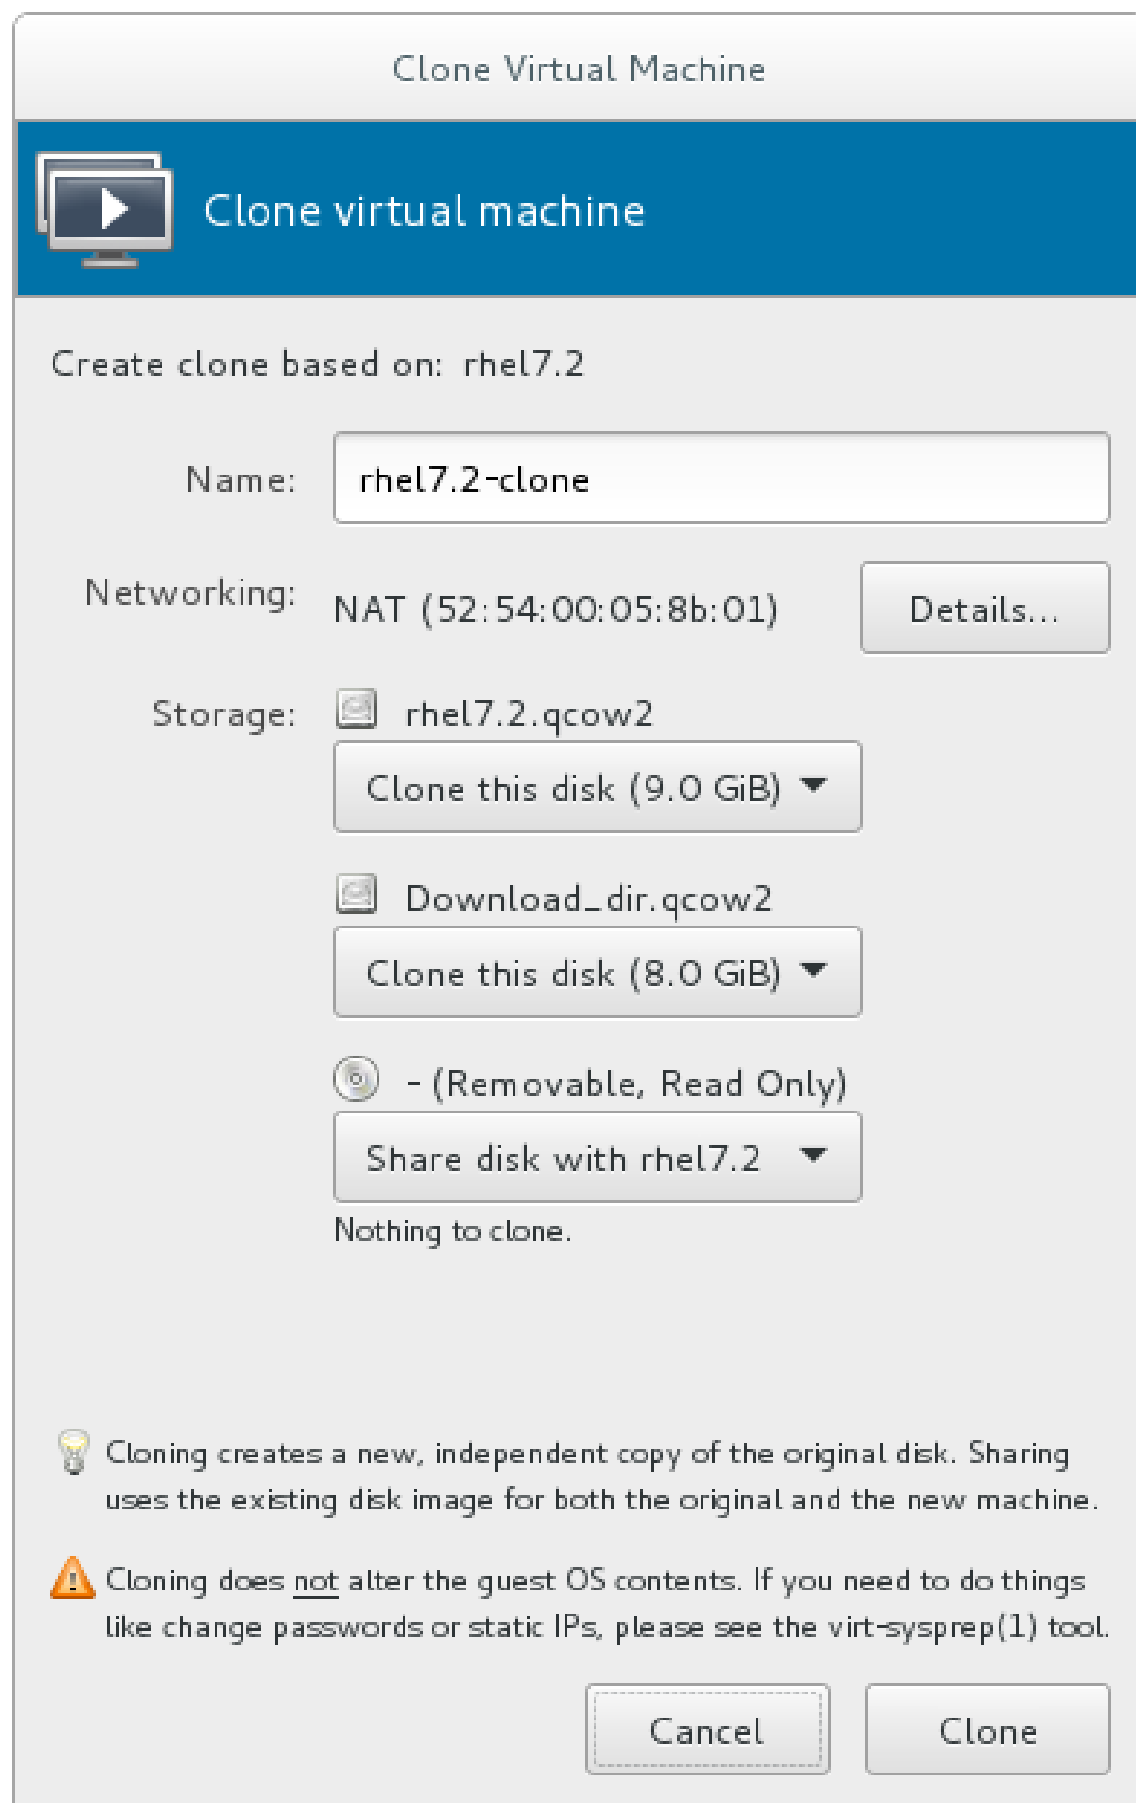 Clone Virtual Machine
Clone virtual machine
Create clone based on: rhel7.2
Name: rhel7.2-clone
Networking: NAT (52:54:00:05:8b:01) Details...
Storage: rhel7.2.qcow2
Clone this disk (9.0 GiB)
Download_dir.qcow2
Clone this disk (8.0 GiB)
- (Removable, Read Only)
Share disk with rhel7.2
Nothing to clone.
Cloning creates a new, independent copy of the original disk. Sharing
uses the existing disk image for both the original and the new machine.
Cloning does not alter the guest OS contents. If you need to do things
like change passwords or static IPs, please see the virt-sysprep(1) tool.
Cancel Clone